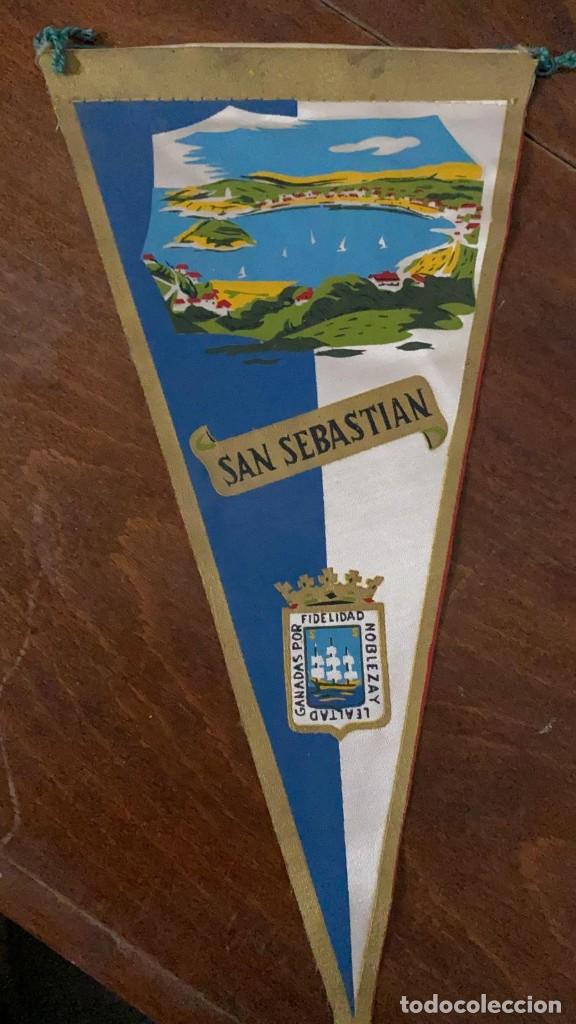 SAN SEBASTIAN
GANADAS POR
FIDELIDAD
NOBLEZA Y
LEALTAD
S S
todocoleccion